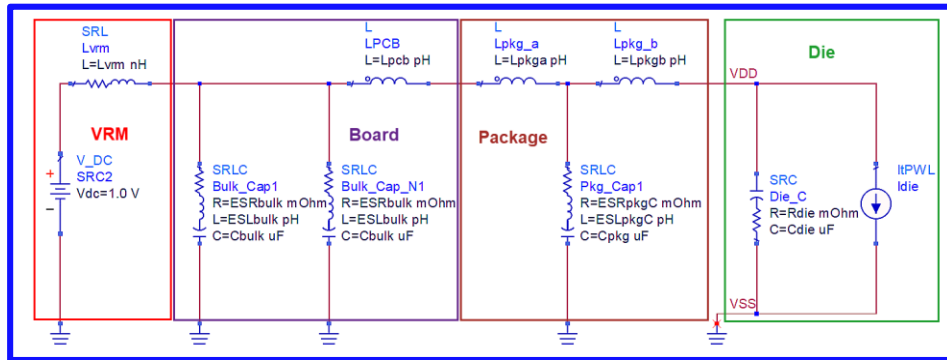 SRL
Lvrm
L=Lvrm nH
VRM
V_DC
SRC2
Vdc=1.0 V
+
−
L
LPCB
L=Lpcb pH
Board
SRLC
Bulk_Cap1
R=ESRbulk mOhm
L=ESLbulk pH
C=Cbulk uF
SRLC
Bulk_Cap_N1
R=ESRbulk mOhm
L=ESLbulk pH
C=Cbulk uF
L
Lpkg_a
L=Lpkga pH
L
Lpkg_b
L=Lpkgb pH
Package
SRLC
Pkg_Cap1
R=ESRpkgC mOhm
L=ESLpkgC pH
C=Cpkg uF
VDD
Die
SRC
Die_C
R=Rdie mOhm
C=Cdie uF
ItPWL
Idie
VSS